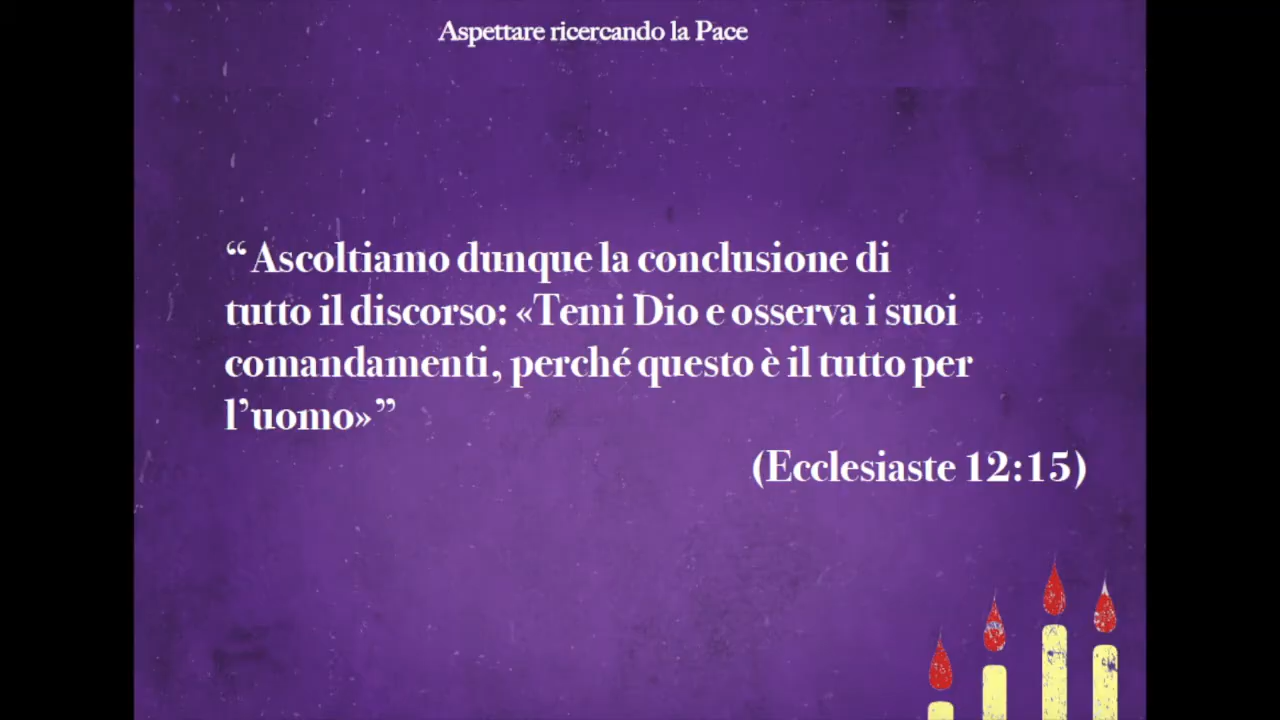 Aspettare ricercando la Pace
“ Ascoltiamo dunque la conclusione di
tutto il discorso: «Temi Dio e osserva i suoi
comandamenti, perché questo è il tutto per
l’uomo»”
(Ecclesiaste 12:15)